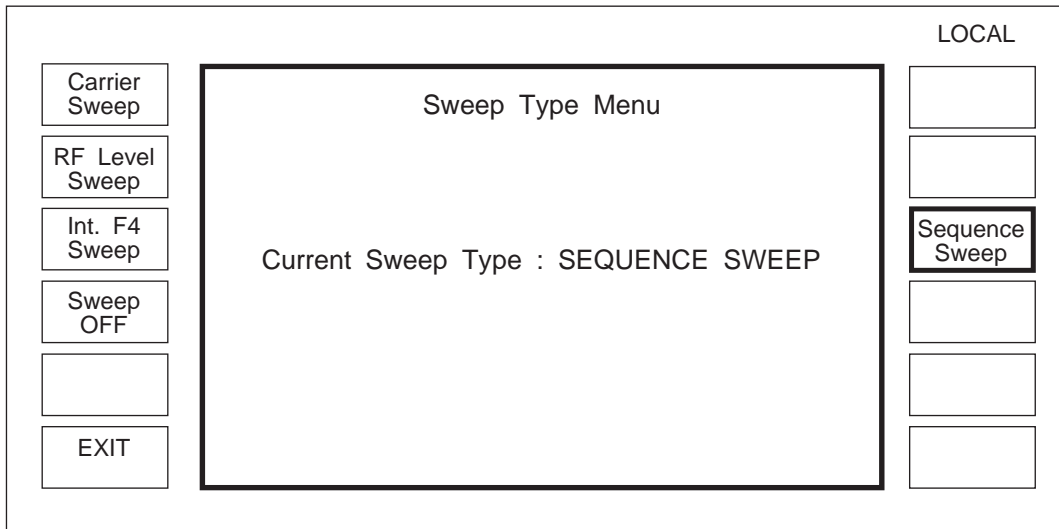 LOCAL
Carrier
Sweep
RF Level
Sweep
Int. F4
Sweep
Sweep
OFF
EXIT
Sweep Type Menu
Current Sweep Type : SEQUENCE SWEEP
Sequence
Sweep